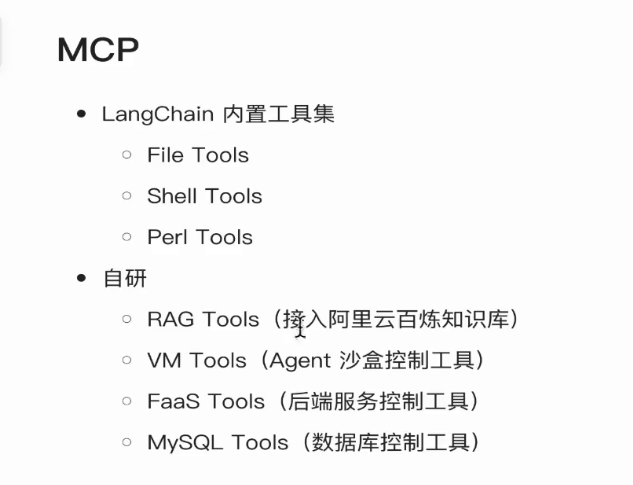 MCP
LangChain 内置工具集
File Tools
Shell Tools
Perl Tools
自研
RAG Tools（接入阿里云百炼知识库）
VM Tools（Agent 沙盒控制工具）
FaaS Tools（后端服务控制工具）
MySQL Tools（数据库控制工具）